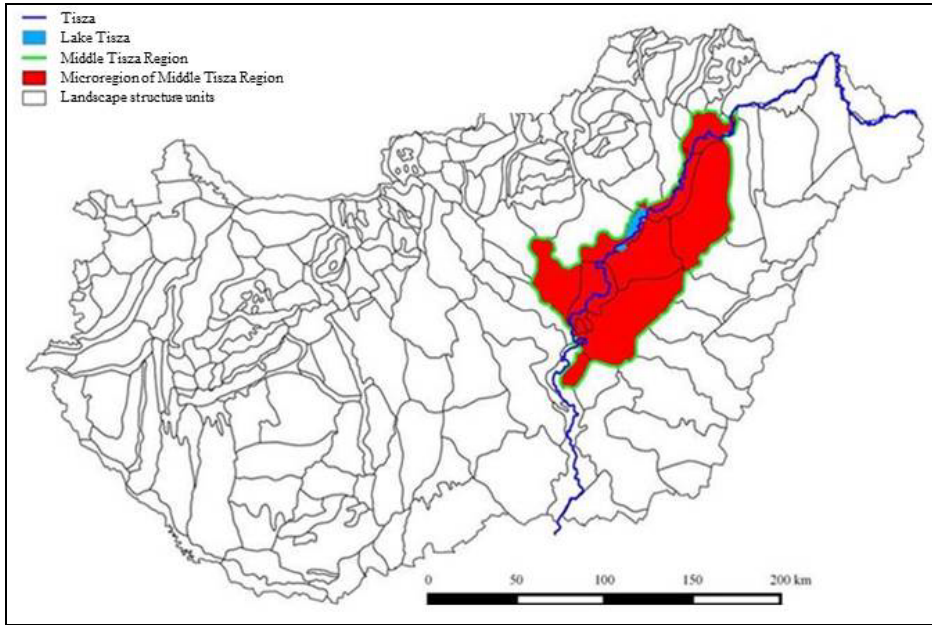 Tisza
Lake Tisza
Middle Tisza Region
Microregion of Middle Tisza Region
Landscape structure units
0 50 100 150 200 km